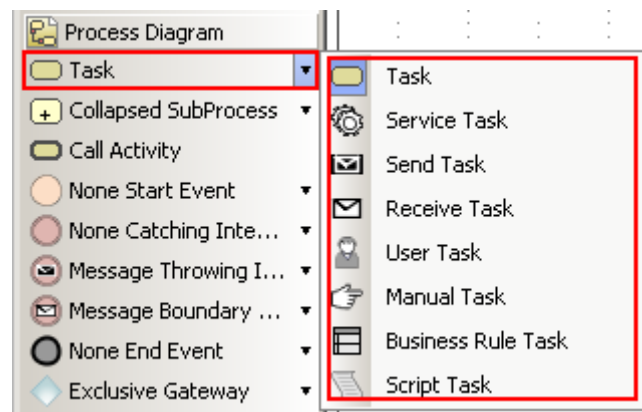 Process Diagram
Task
Collapsed SubProcess
Call Activity
None Start Event
None Catching Inte...
Message Throwing I...
Message Boundary ...
None End Event
Exclusive Gateway
Task
Service Task
Send Task
Receive Task
User Task
Manual Task
Business Rule Task
Script Task